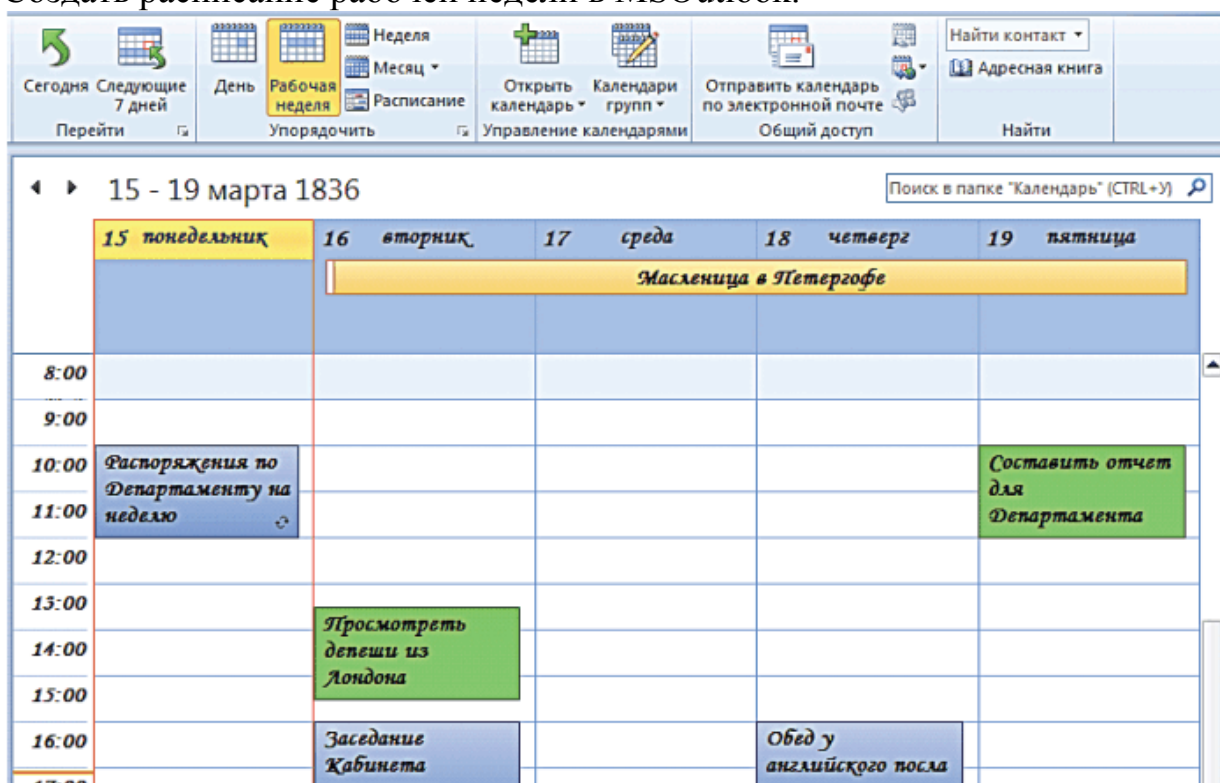 Создать расписание рабочей недели в MSOutlook.
Неделя
Месяц
Расписание
Сегодня Следующие 7 дней
День
Рабочая неделя
Открыть календарь
Календари групп
Отправить календарь по электронной почте
Найти контакт
Адресная книга
Перейти
Упорядочить
Управление календарями
Общий доступ
Найти
15 - 19 марта 1836
Поиск в папке "Календарь" (CTRL+У)
15 понедельник
16 вторник
17 среда
18 четверг
19 пятница
Масленица в Петергофе
8:00
9:00
10:00
Распоряжения по
Департаменту на
неделю
Составить отчет
для
Департамента
11:00
12:00
13:00
Просмотреть
депеши из
Лондона
14:00
15:00
16:00
Заседание
Кабинета
Обед у
английского посла
17:00